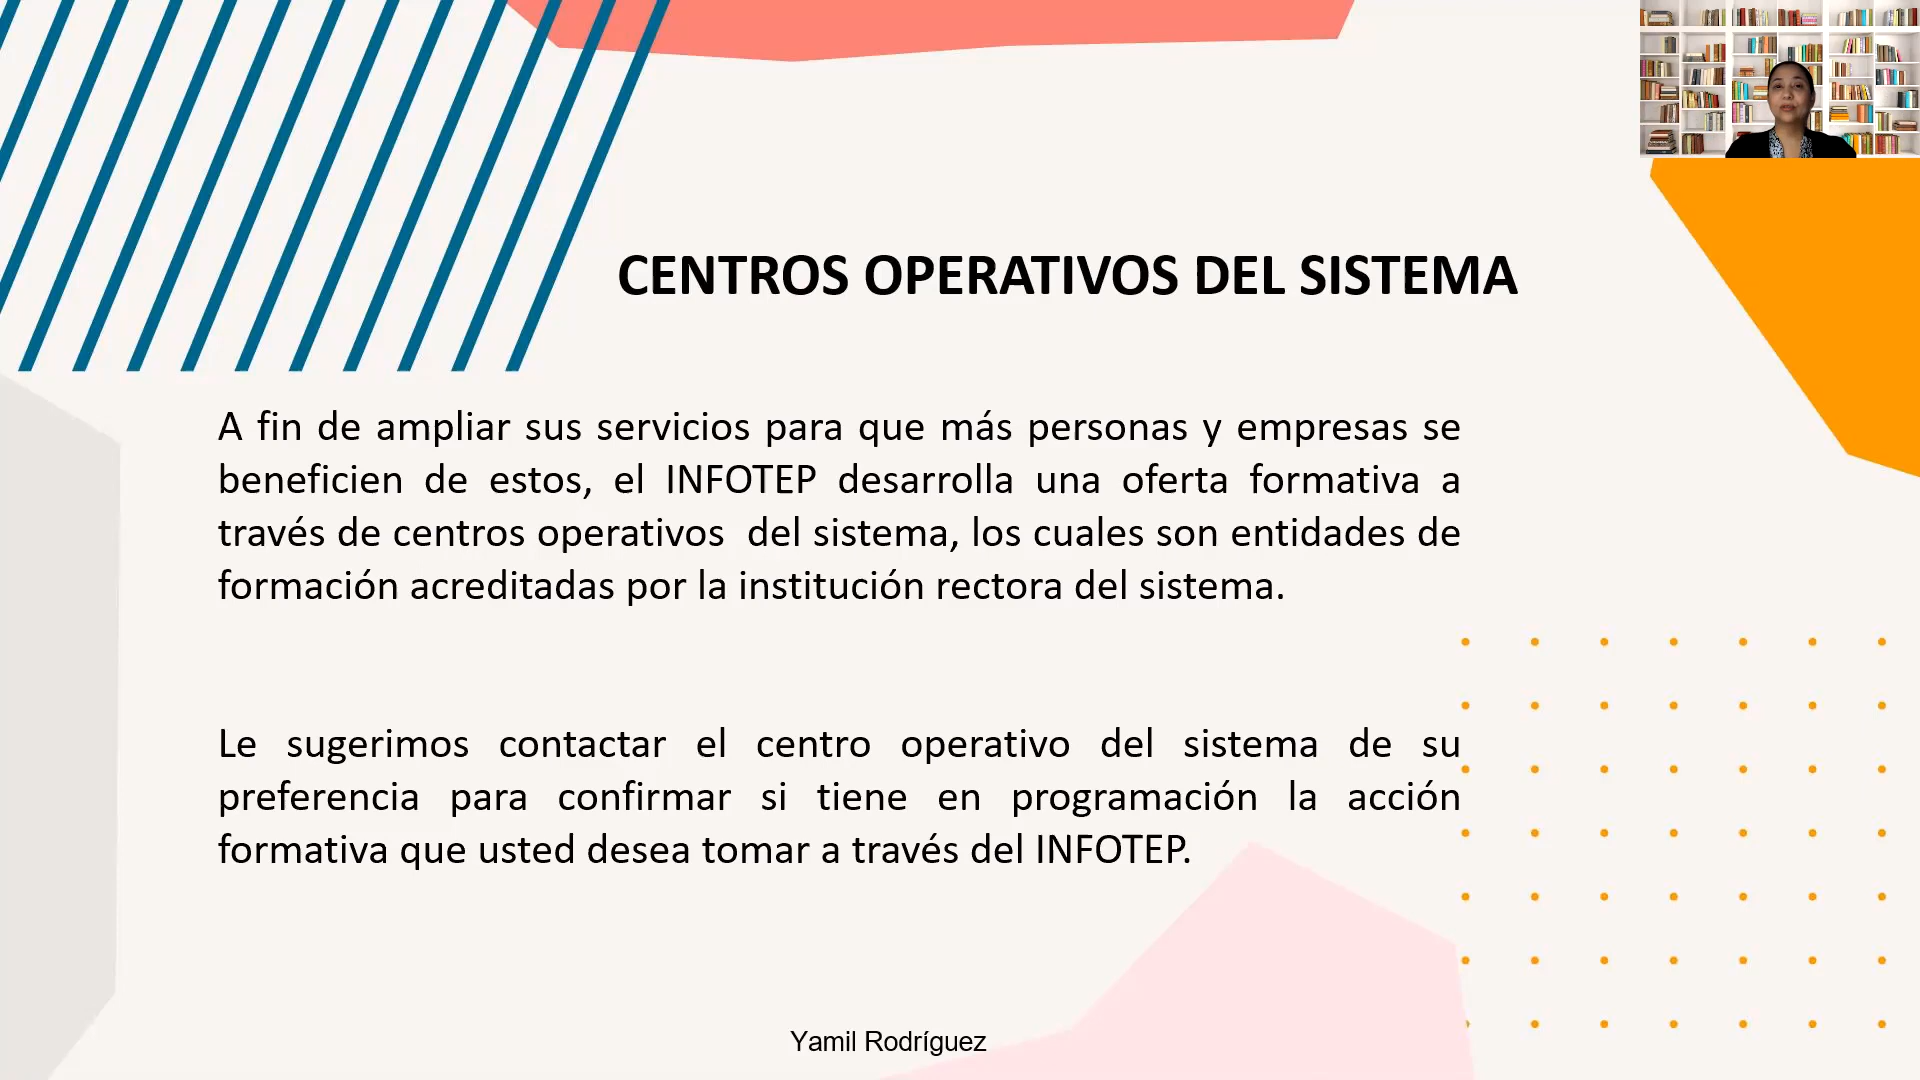 CENTROS OPERATIVOS DEL SISTEMA
A fin de ampliar sus servicios para que más personas y empresas se
beneficien de estos, el INFOTEP desarrolla una oferta formativa a
través de centros operativos  del sistema, los cuales son entidades de
formación acreditadas por la institución rectora del sistema.
Le sugerimos contactar el centro operativo del sistema de su
preferencia para confirmar si tiene en programación la acción
formativa que usted desea tomar a través del INFOTEP.
Yamil Rodríguez